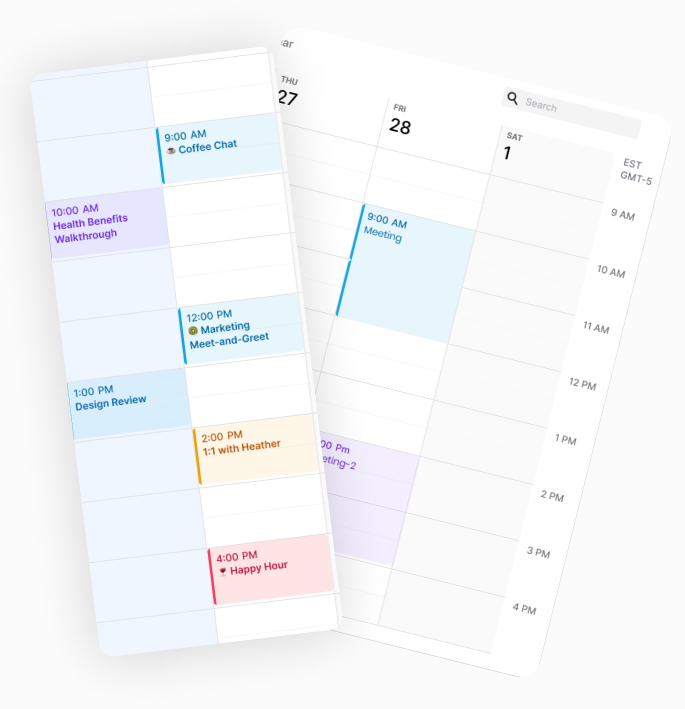 9:00 AM
Coffee Chat
10:00 AM
Health Benefits
Walkthrough
12:00 PM
Marketing
Meet-and-Greet
1:00 PM
Design Review
2:00 PM
1:1 with Heather
4:00 PM
Happy Hour
ar
Search
THU
27
FRI
28
SAT
1
EST
GMT-5
9:00 AM
Meeting
00 Pm
eting-2
9 AM
10 AM
11 AM
12 PM
1 PM
2 PM
3 PM
4 PM